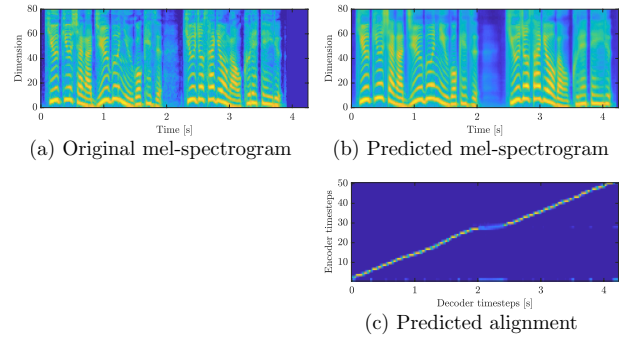 80
60
40
20
0
Dimension
0 1 2 3 4
Time [s]
(a) Original mel-spectrogram
80
60
40
20
0
Dimension
0 1 2 3 4
Time [s]
(b) Predicted mel-spectrogram
50
40
30
20
10
Encoder timesteps
0 1 2 3 4
Decoder timesteps [s]
(c) Predicted alignment